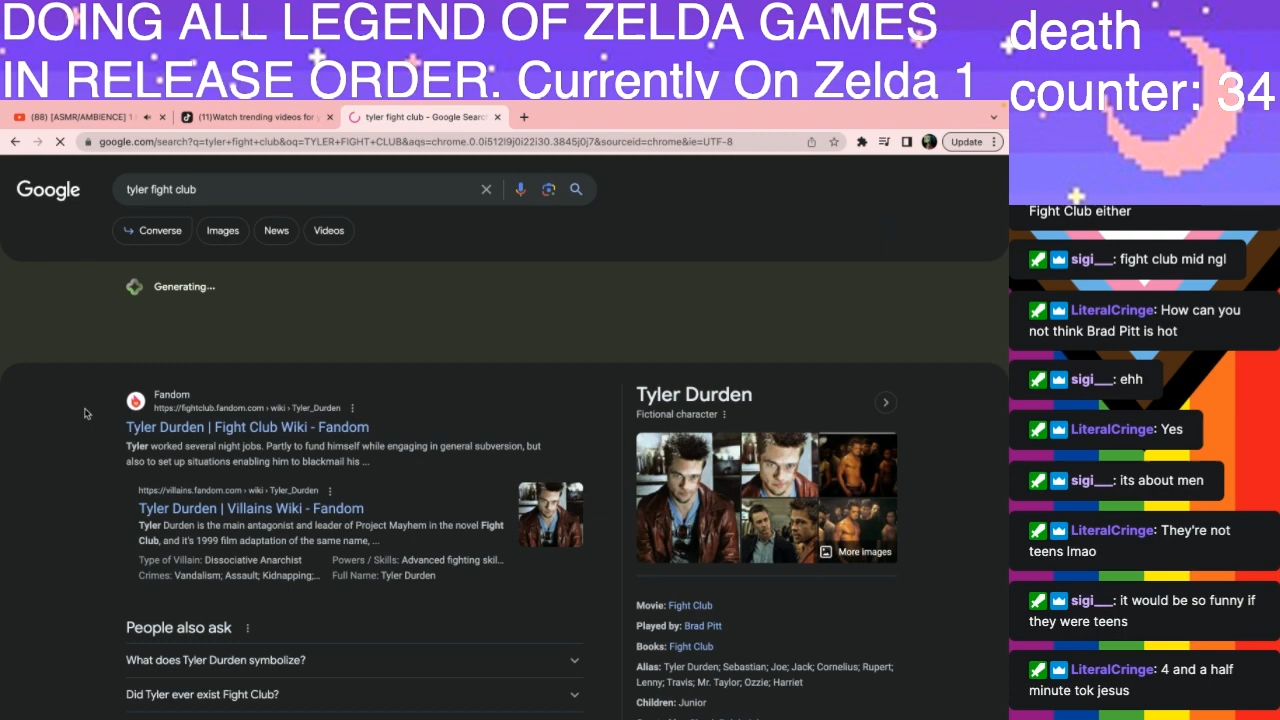 DOING ALL LEGEND OF ZELDA GAMES
IN RELEASE ORDER. Currently On Zelda 1
death
counter: 34
(88) [ASMR/AMBIENCE] 1
(11)Watch trending videos for
tyler fight club - Google Searc
google.com/search?q=tyler+fight+club&oq=TYLER+FIGHT+CLUB&aqs=chrome.0.0i512l9j0i22i30.3845j0j7&sourceid=chrome&ie=UTF-8
Update
Google
tyler fight club
Converse
Images
News
Videos
Generating...
Fandom
https://fightclub.fandom.com › wiki › Tyler_Durden
Tyler Durden | Fight Club Wiki - Fandom
Tyler worked several night jobs. Partly to fund himself while engaging in general subversion, but
also to set up situations enabling him to blackmail his ...
https://villains.fandom.com › wiki › Tyler_Durden
Tyler Durden | Villains Wiki - Fandom
Tyler Durden is the main antagonist and leader of Project Mayhem in the novel Fight
Club, and it's 1999 film adaptation of the same name, ...
Type of Villain: Dissociative Anarchist
Powers / Skills: Advanced fighting skil...
Crimes: Vandalism; Assault; Kidnapping;...
Full Name: Tyler Durden
People also ask
What does Tyler Durden symbolize?
Did Tyler ever exist Fight Club?
Tyler Durden
Fictional character
More images
Movie: Fight Club
Played by: Brad Pitt
Books: Fight Club
Alias: Tyler Durden; Sebastian; Joe; Jack; Cornelius; Rupert;
Lenny; Travis; Mr. Taylor; Ozzie; Harriet
Children: Junior
Fight Club either
sigi__: fight club mid ngl
LiteralCringe: How can you
not think Brad Pitt is hot
sigi__: ehh
LiteralCringe: Yes
sigi__: its about men
LiteralCringe: They're not
teens lmao
sigi__: it would be so funny if
they were teens
LiteralCringe: 4 and a half
minute tok jesus